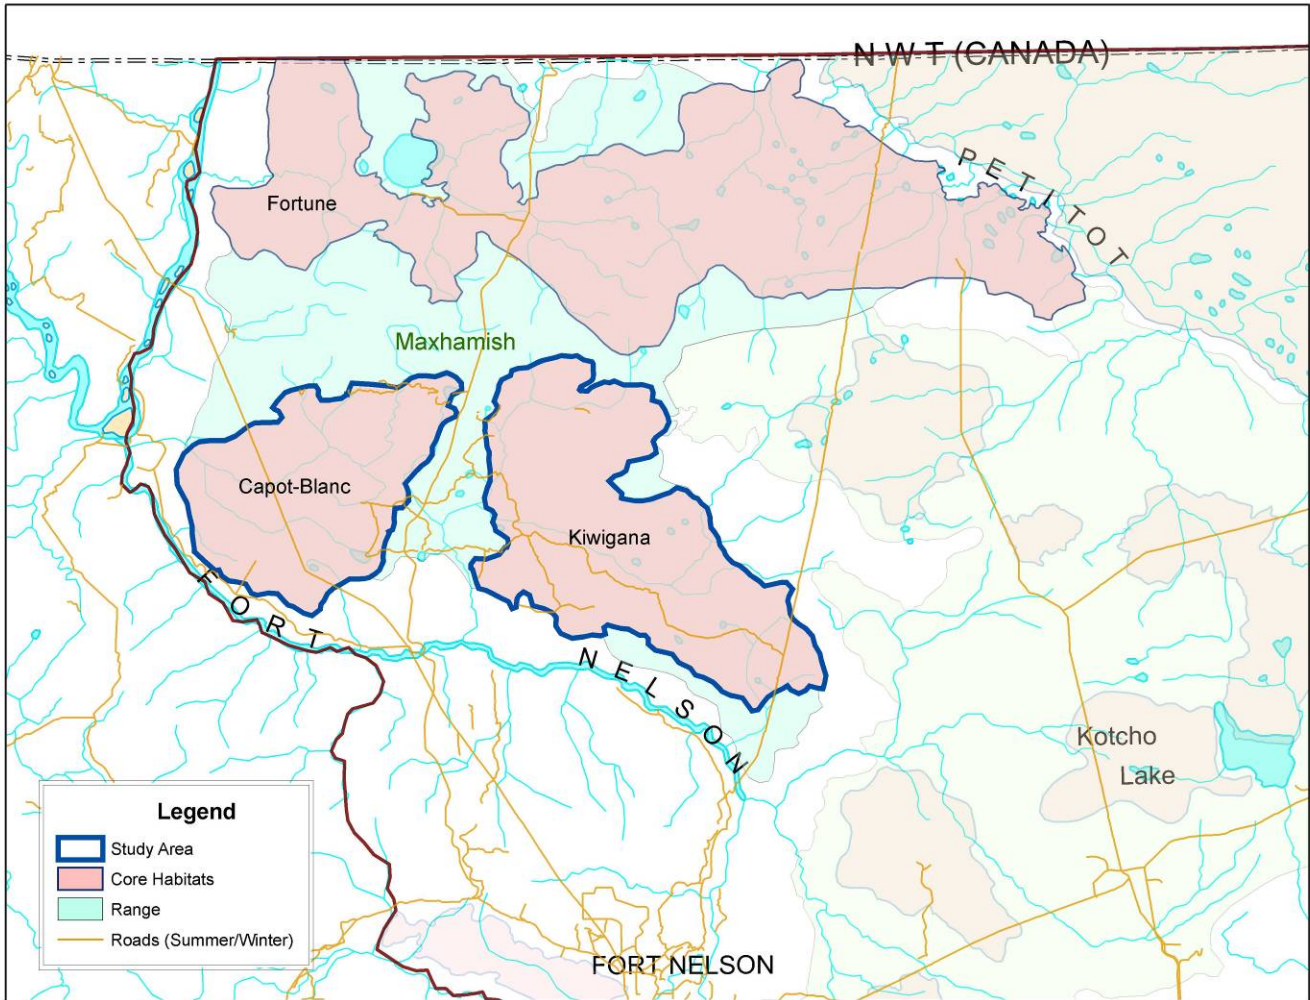 N W T (CANADA)
PETITOT
Fortune
Maxhamish
Capot-Blanc
Kiwigana
FORT NELSON
Kotcho
Lake
Legend
Study Area
Core Habitats
Range
Roads (Summer/Winter)
FORT NELSON